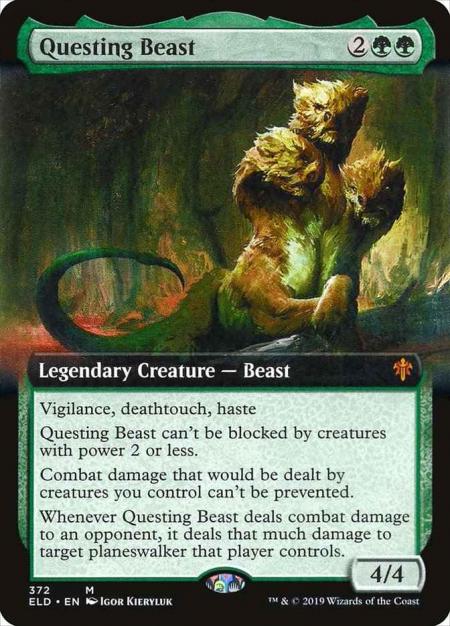 Questing Beast 2
Legendary Creature — Beast
Vigilance, deathtouch, haste
Questing Beast can't be blocked by creatures
with power 2 or less.
Combat damage that would be dealt by
creatures you control can't be prevented.
Whenever Questing Beast deals combat damage
to an opponent, it deals that much damage to
target planeswalker that player controls.
4/4
372 M
ELD • EN Igor Kieryluk ™ & © 2019 Wizards of the Coast